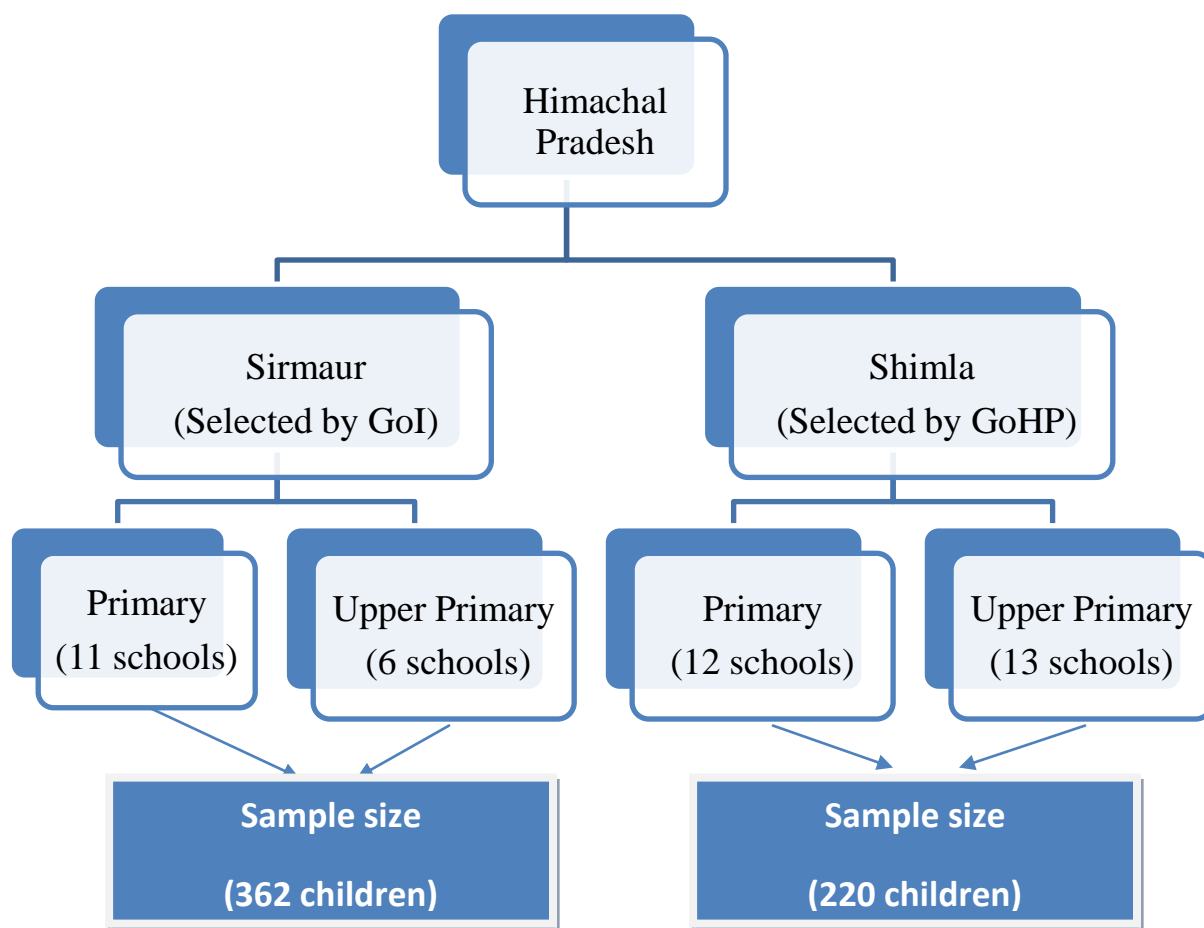 Himachal
Pradesh
Sirmaur
(Selected by GoI)
Shimla
(Selected by GoHP)
Primary
(11 schools)
Upper Primary
(6 schools)
Primary
(12 schools)
Upper Primary
(13 schools)
Sample size
(362 children)
Sample size
(220 children)